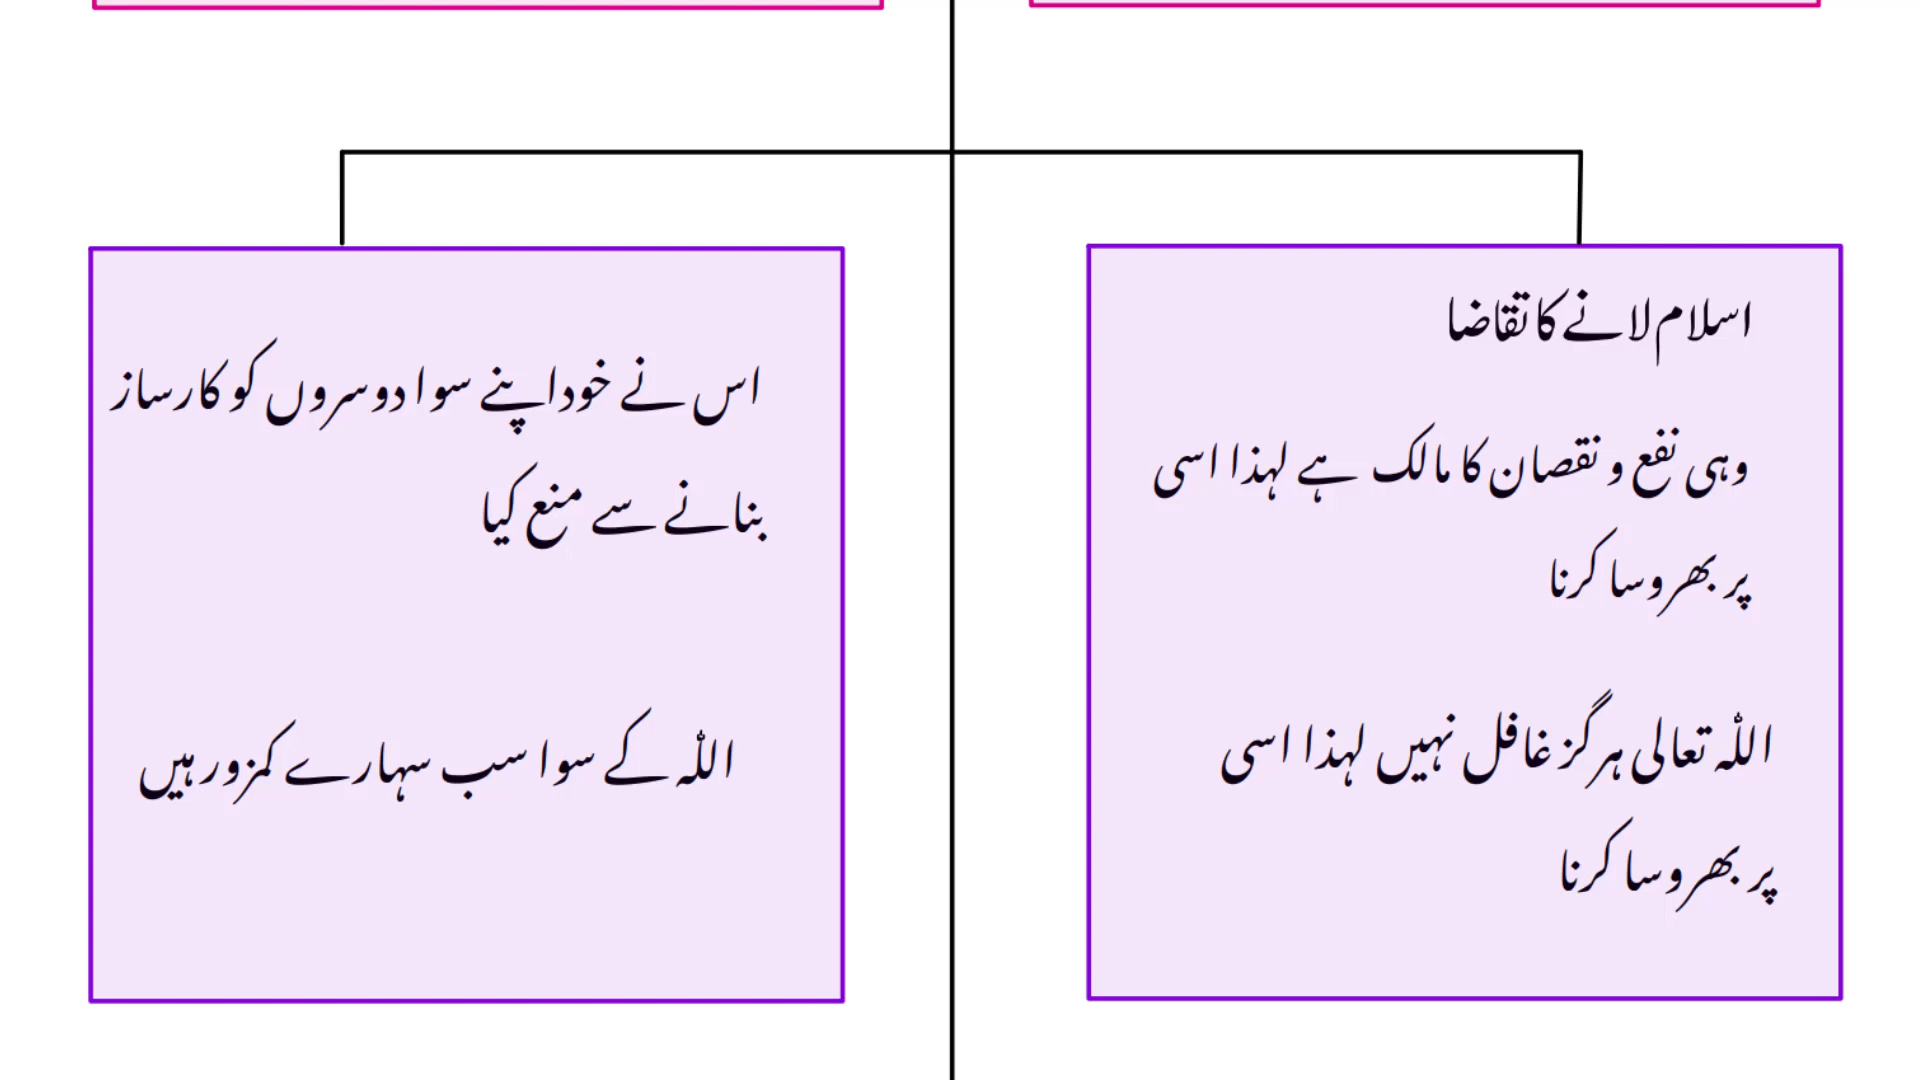 اسلام لانے کا تقاضا
وہی نفع و نقصان کا مالک ہے لہذا اسی
پر بھروسا کرنا
اللہ تعالی ہرگز غافل نہیں لہذا اسی
پر بھروسا کرنا
اس نے خود اپنے سوا دوسروں کو کارساز
بنانے سے منع کیا
اللہ کے سوا سب سہارے کمزور ہیں